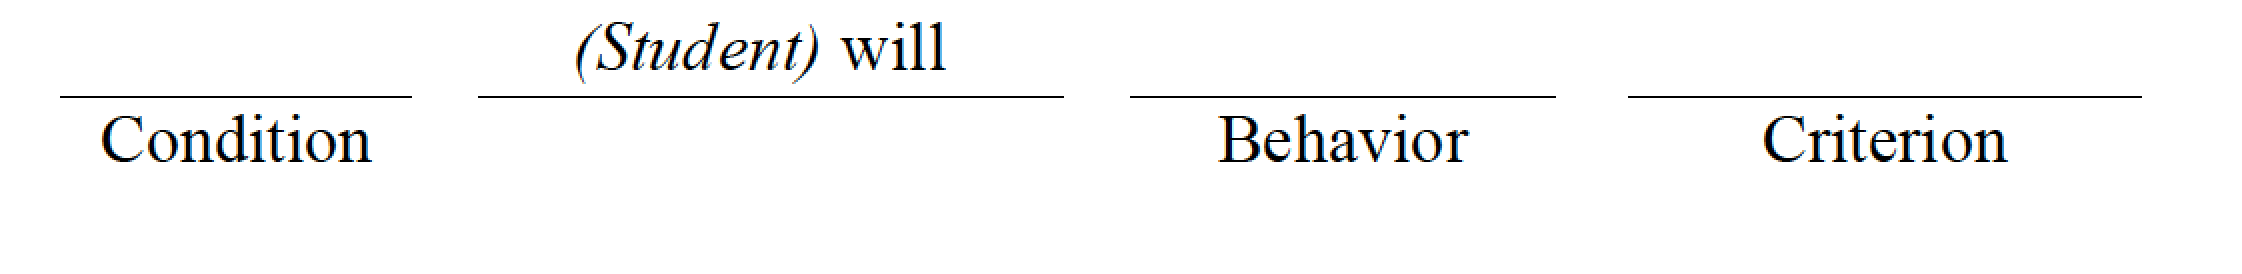 (Student) will
Condition Behavior Criterion